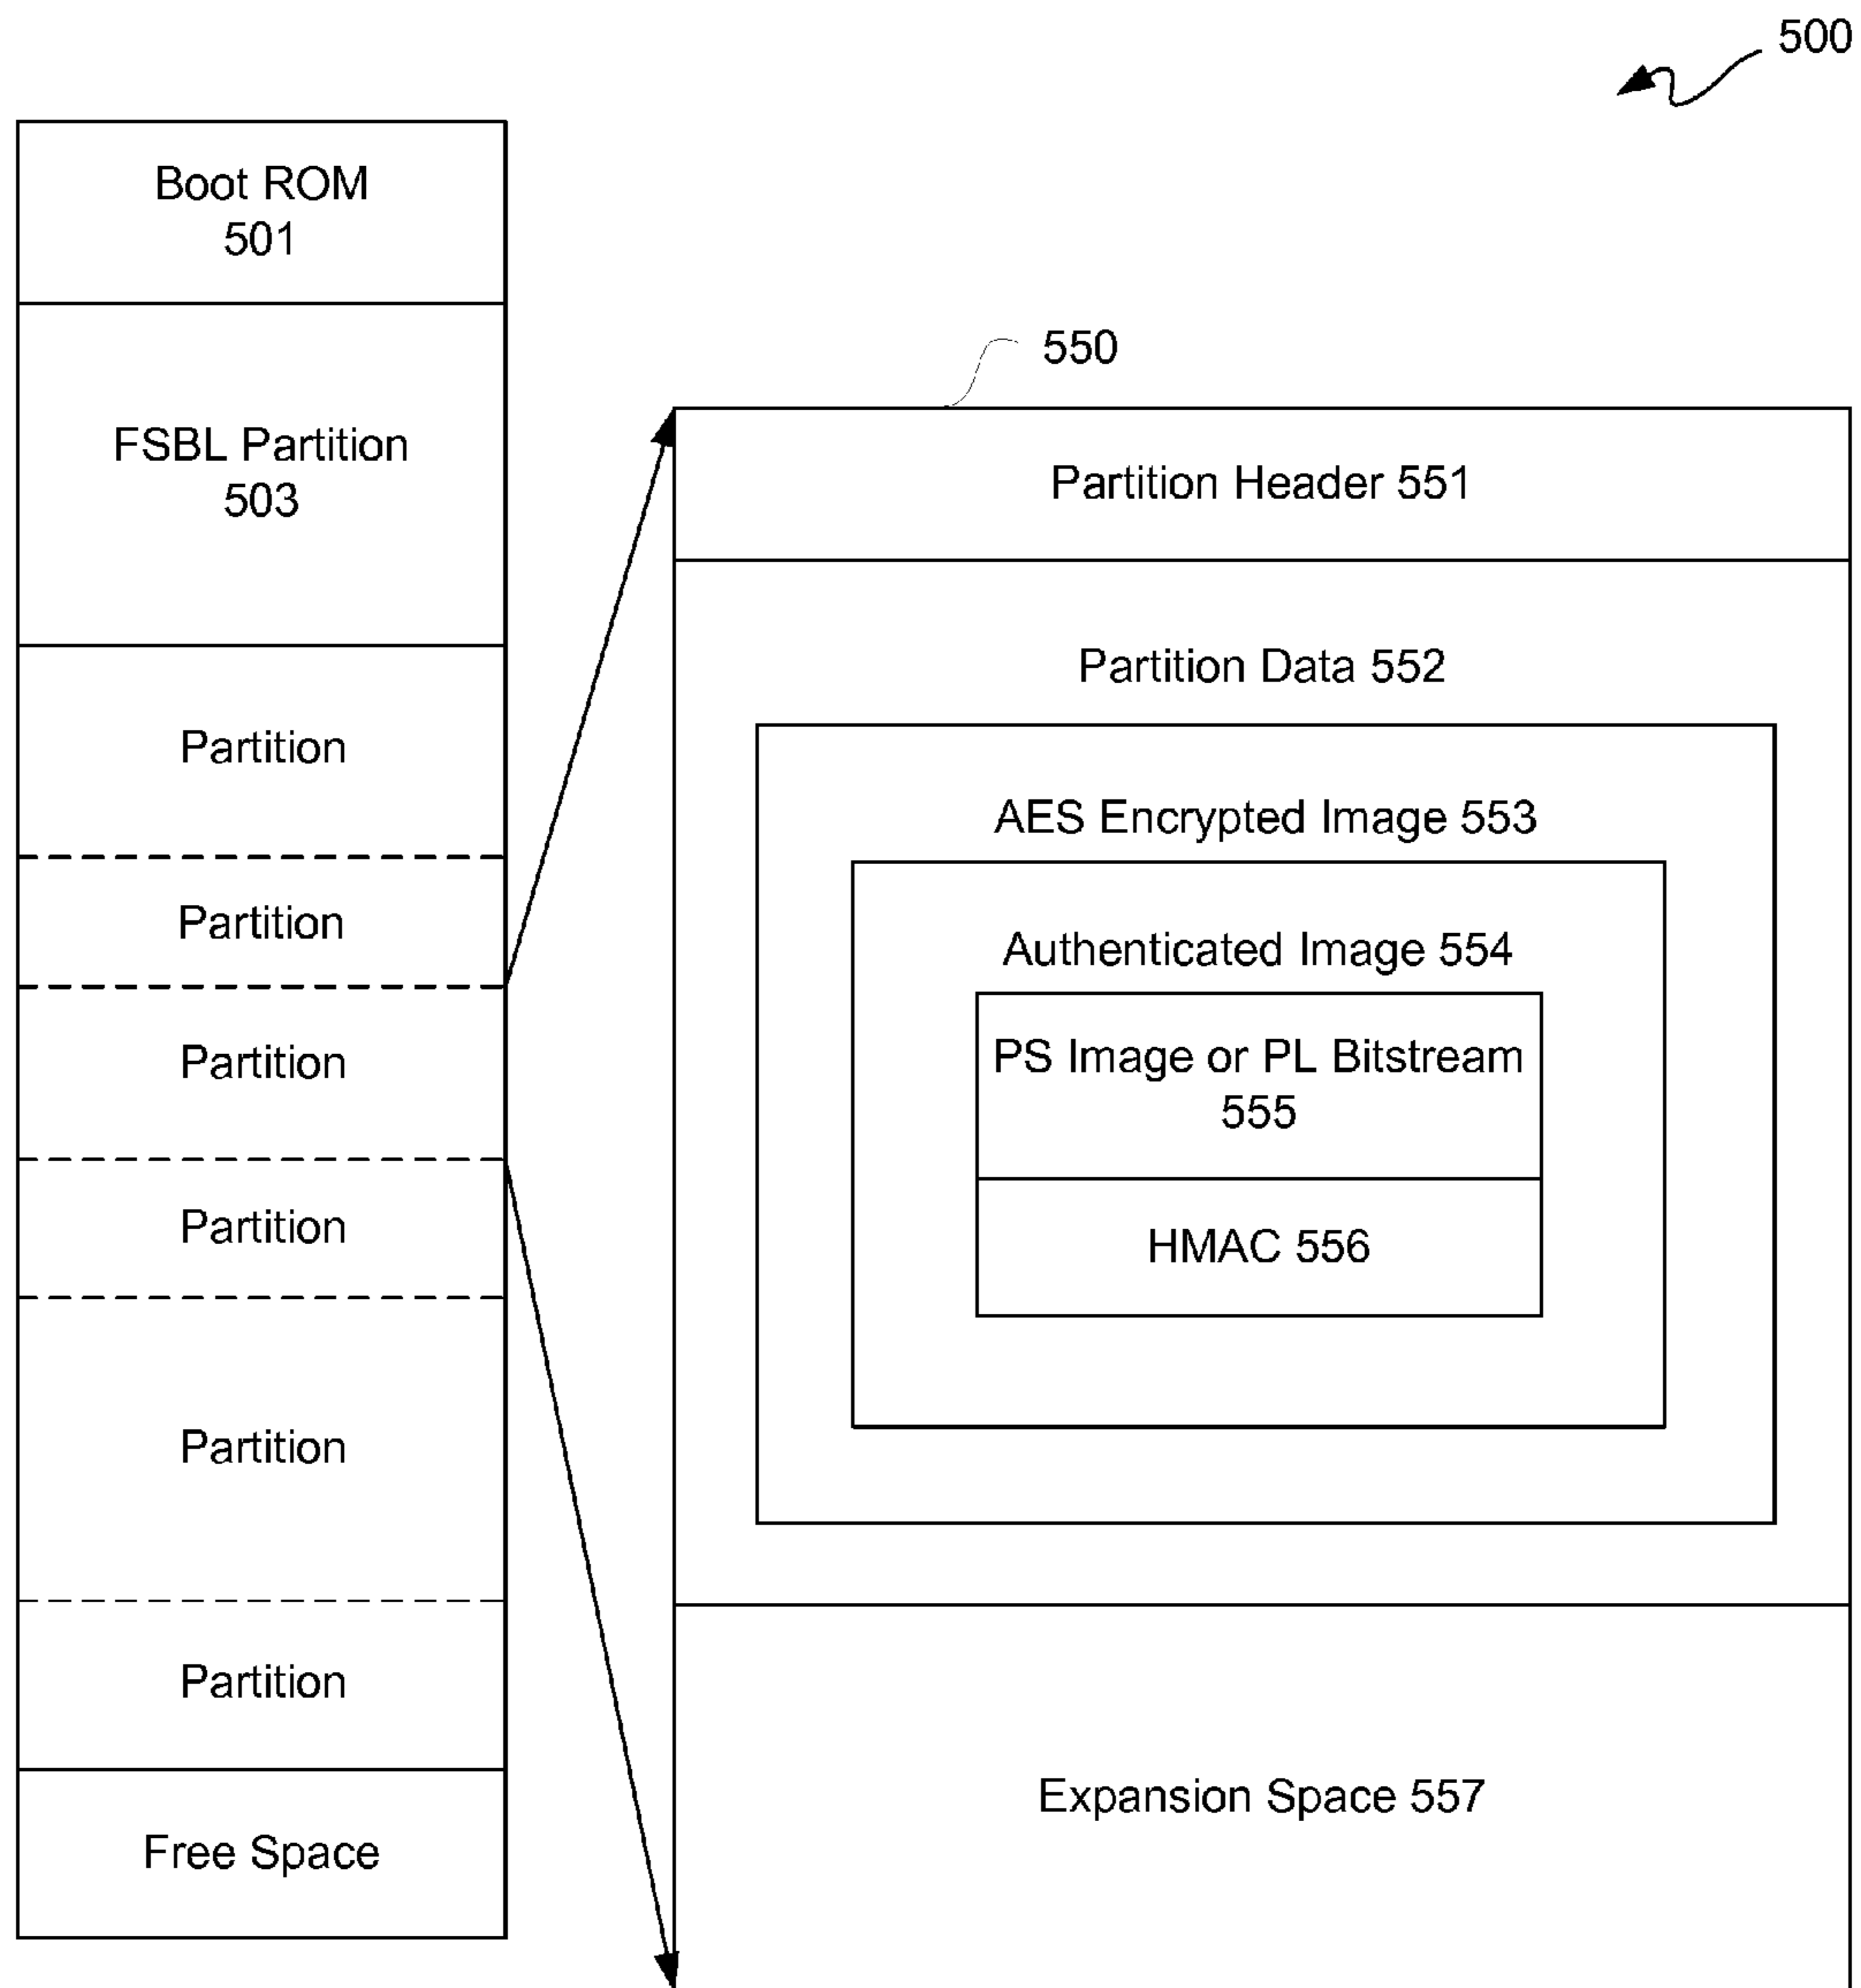 500
Boot ROM
501
FSBL Partition
503
Partition
Partition
Partition
Partition
Partition
Partition
Free Space
550
Partition Header 551
Partition Data 552
AES Encrypted Image 553
Authenticated Image 554
PS Image or PL Bitstream
555
HMAC 556
Expansion Space 557